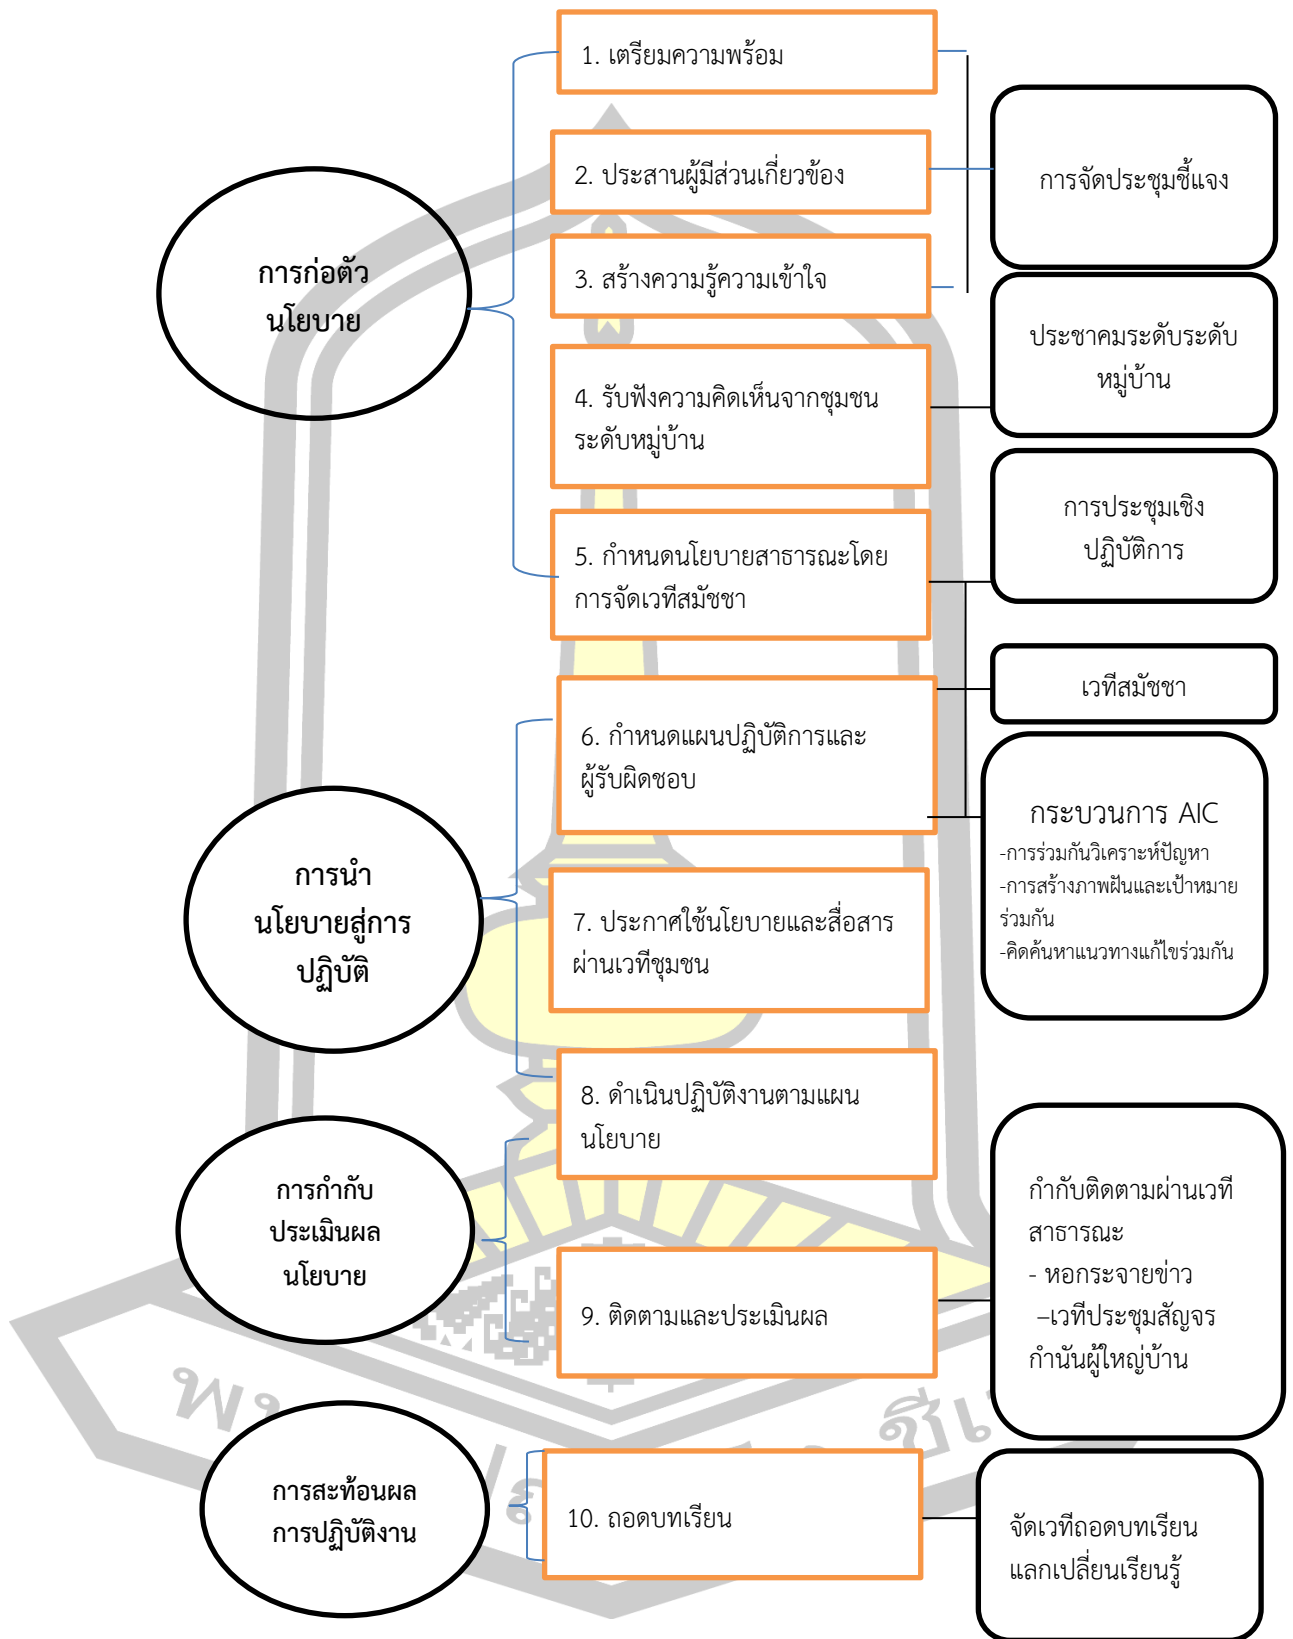 การก่อตัว
นโยบาย
1. เตรียมความพร้อม
2. ประสานผู้มีส่วนเกี่ยวข้อง
3. สร้างความรู้ความเข้าใจ
4. รับฟังความคิดเห็นจากชุมชน
ระดับหมู่บ้าน
5. กำหนดนโยบายสาธารณะโดย
การจัดเวทีสมัชชา
การจัดประชุมชี้แจง
ประชาคมระดับระดับ
หมู่บ้าน
การประชุมเชิง
ปฏิบัติการ
เวทีสมัชชา
กระบวนการ AIC
-การร่วมกันวิเคราะห์ปัญหา
-การสร้างภาพฝันและเป้าหมาย
ร่วมกัน
-คิดค้นหาแนวทางแก้ไขร่วมกัน
การนำ
นโยบายสู่การ
ปฏิบัติ
6. กำหนดแผนปฏิบัติการและ
ผู้รับผิดชอบ
7. ประกาศใช้นโยบายและสื่อสาร
ผ่านเวทีชุมชน
8. ดำเนินปฏิบัติงานตามแผน
นโยบาย
การกำกับ
ประเมินผล
นโยบาย
9. ติดตามและประเมินผล
กำกับติดตามผ่านเวที
สาธารณะ
- หอกระจายข่าว
–เวทีประชุมสัญจร
กำนันผู้ใหญ่บ้าน
การสะท้อนผล
การปฏิบัติงาน
10. ถอดบทเรียน
จัดเวทีถอดบทเรียน
แลกเปลี่ยนเรียนรู้